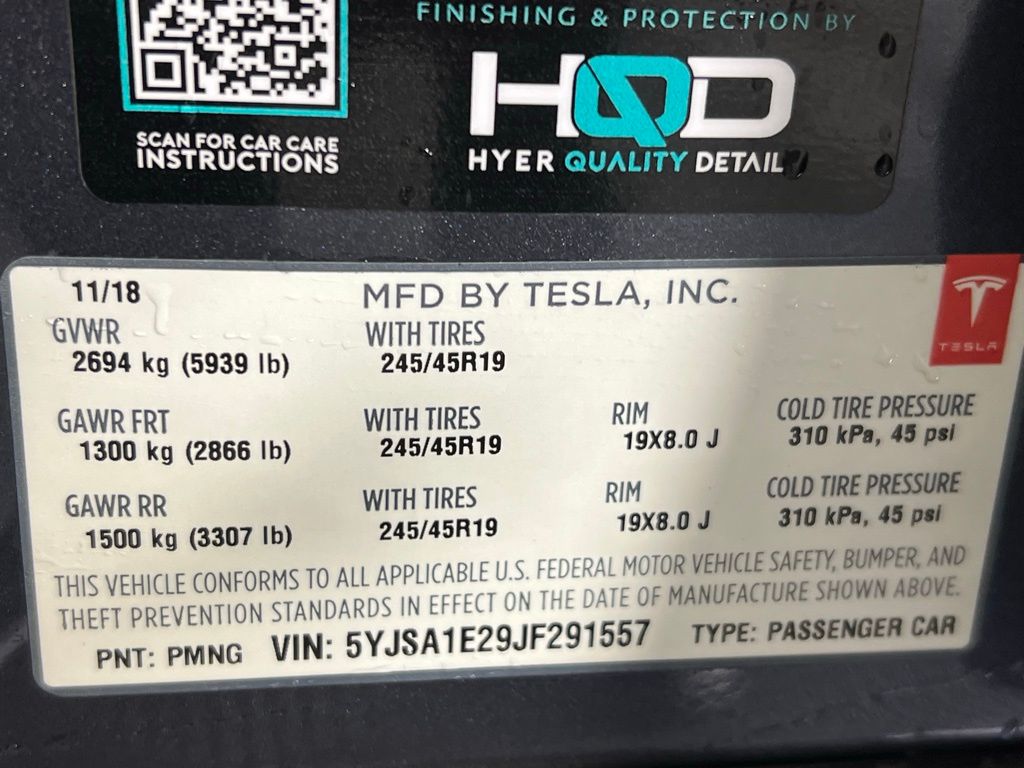 FINISHING & PROTECTION BY
HQD
HYER QUALITY DETAIL
SCAN FOR CAR CARE
INSTRUCTIONS
11/18 MFD BY TESLA, INC.
TESLA
GVWR WITH TIRES
2694 kg (5939 lb) 245/45R19
GAWR FRT WITH TIRES RIM COLD TIRE PRESSURE
1300 kg (2866 lb) 245/45R19 19X8.0 J 310 kPa, 45 psi
GAWR RR WITH TIRES RIM COLD TIRE PRESSURE
1500 kg (3307 lb) 245/45R19 19X8.0 J 310 kPa, 45 psi
THIS VEHICLE CONFORMS TO ALL APPLICABLE U.S. FEDERAL MOTOR VEHICLE SAFETY, BUMPER, AND
THEFT PREVENTION STANDARDS IN EFFECT ON THE DATE OF MANUFACTURE SHOWN ABOVE.
PNT: PMNG VIN: 5YJSA1E29JF291557 TYPE: PASSENGER CAR